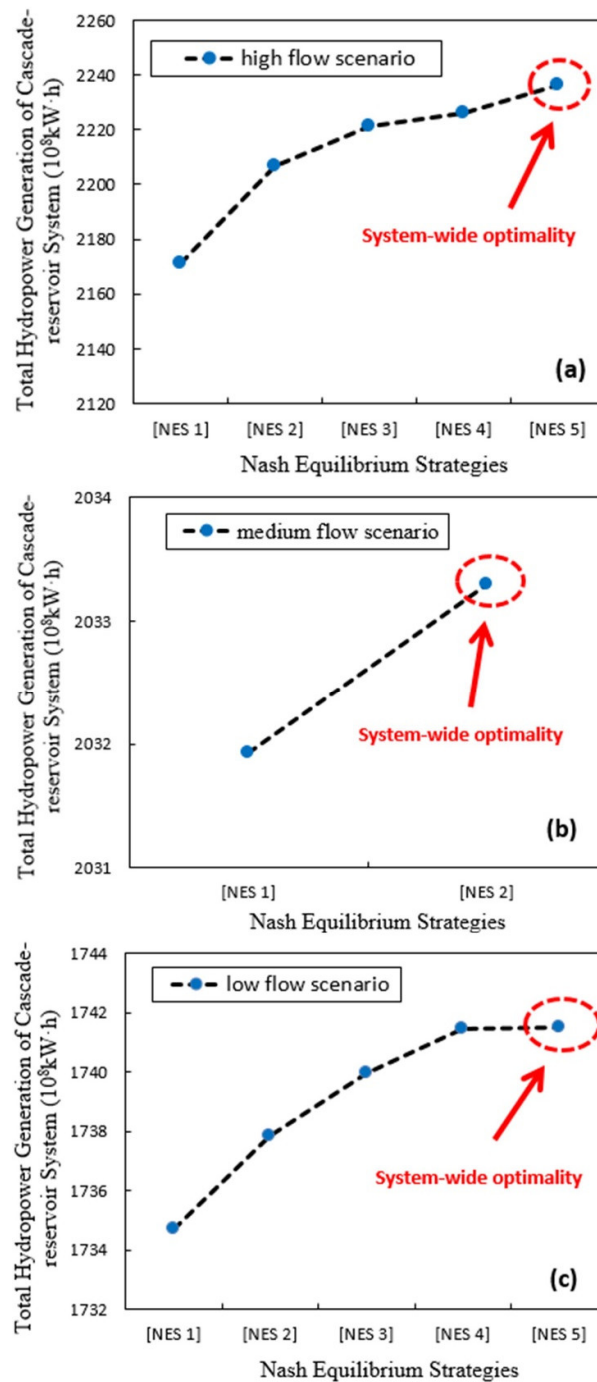 Total Hydropower Generation of Cascade-
reservoir System (10⁸kW·h)
2260
2240
2220
2200
2180
2160
2140
2120
high flow scenario
System-wide optimality
(a)
[NES 1] [NES 2] [NES 3] [NES 4] [NES 5]
Nash Equilibrium Strategies
Total Hydropower Generation of Cascade-
reservoir System (10⁸kW·h)
2034
2033
2032
2031
medium flow scenario
System-wide optimality
(b)
[NES 1] [NES 2]
Nash Equilibrium Strategies
Total Hydropower Generation of Cascade-
reservoir System (10⁸kW·h)
1744
1742
1740
1738
1736
1734
1732
low flow scenario
System-wide optimality
(c)
[NES 1] [NES 2] [NES 3] [NES 4] [NES 5]
Nash Equilibrium Strategies